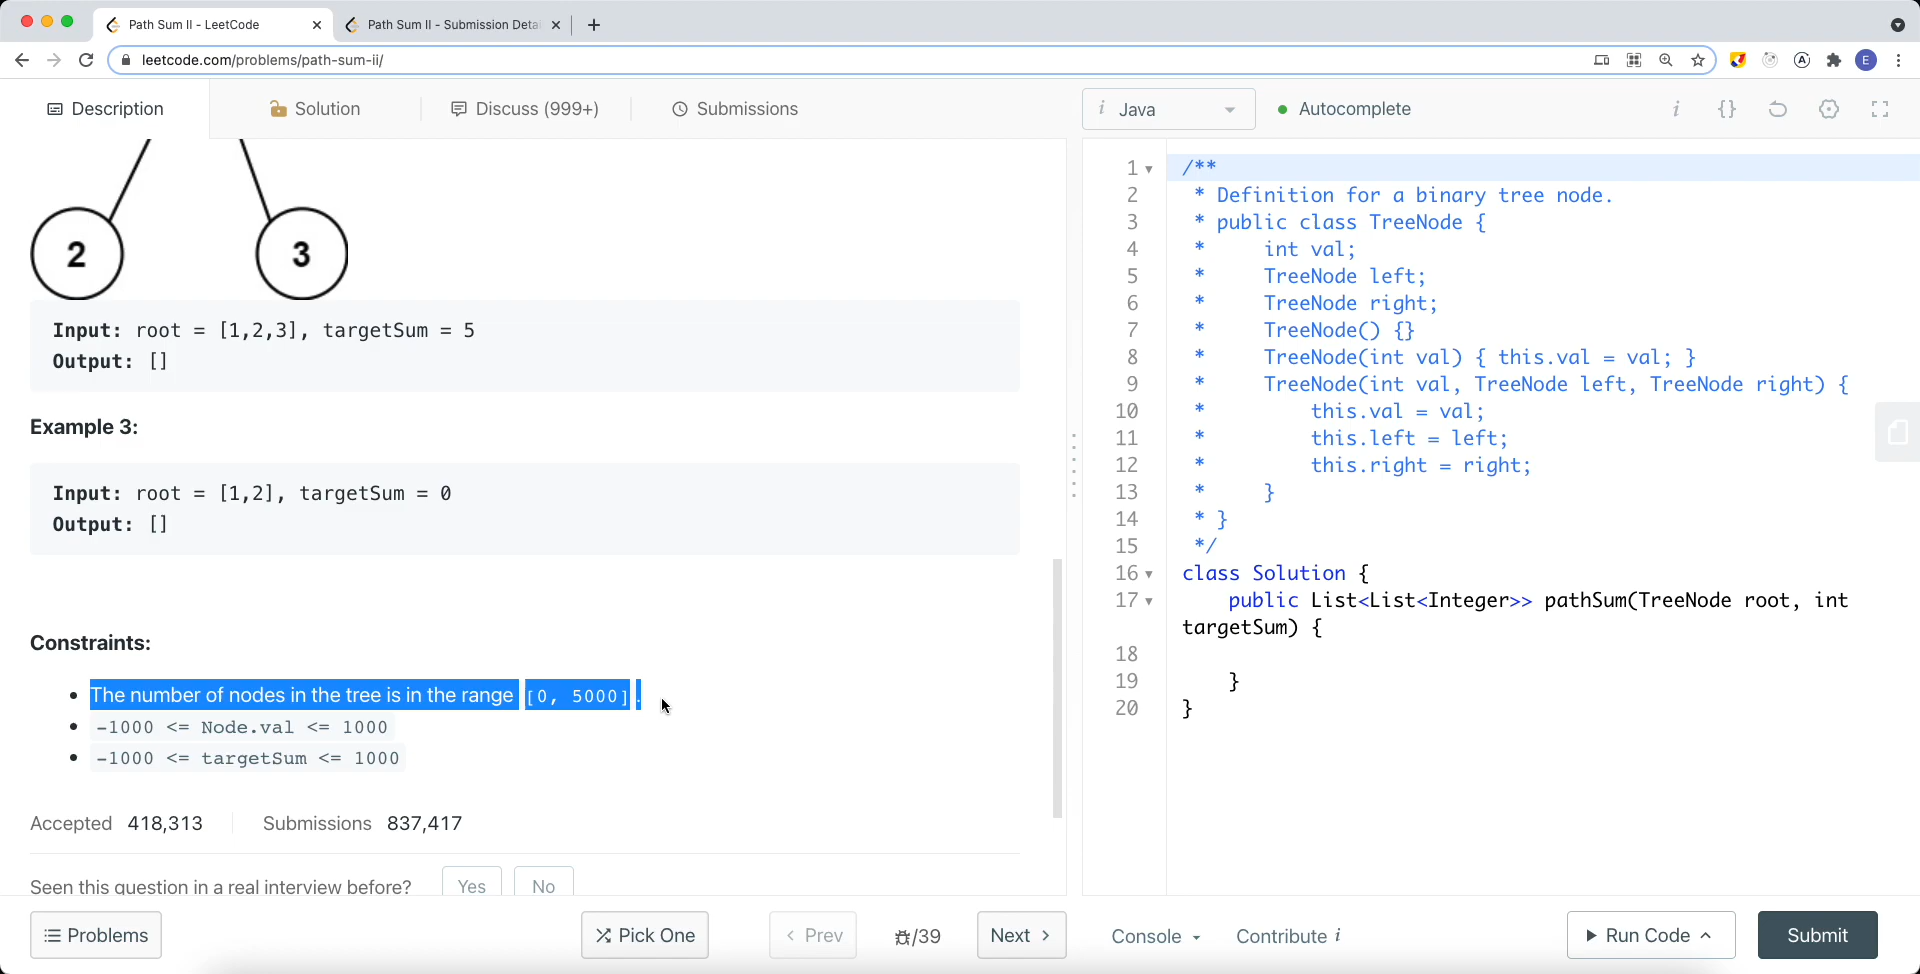 Path Sum II - LeetCode
Path Sum II - Submission Deta
leetcode.com/problems/path-sum-ii/
E
Description
Solution
Discuss (999+)
Submissions
i Java
Autocomplete
i {}
2
3
Input: root = [1,2,3], targetSum = 5
Output: []
Example 3:
Input: root = [1,2], targetSum = 0
Output: []
Constraints:
The number of nodes in the tree is in the range [0, 5000].
-1000 <= Node.val <= 1000
-1000 <= targetSum <= 1000
Accepted 418,313
Submissions 837,417
Seen this question in a real interview before? Yes No
1 /**
2 * Definition for a binary tree node.
3 * public class TreeNode {
4 * int val;
5 * TreeNode left;
6 * TreeNode right;
7 * TreeNode() {}
8 * TreeNode(int val) { this.val = val; }
9 * TreeNode(int val, TreeNode left, TreeNode right) {
10 * this.val = val;
11 * this.left = left;
12 * this.right = right;
13 * }
14 * }
15 */
16 class Solution {
17 public List<List<Integer>> pathSum(TreeNode root, int
targetSum) {
18
19 }
20 }
Problems
Pick One
Prev
/39
Next
Console
Contribute i
Run Code
Submit